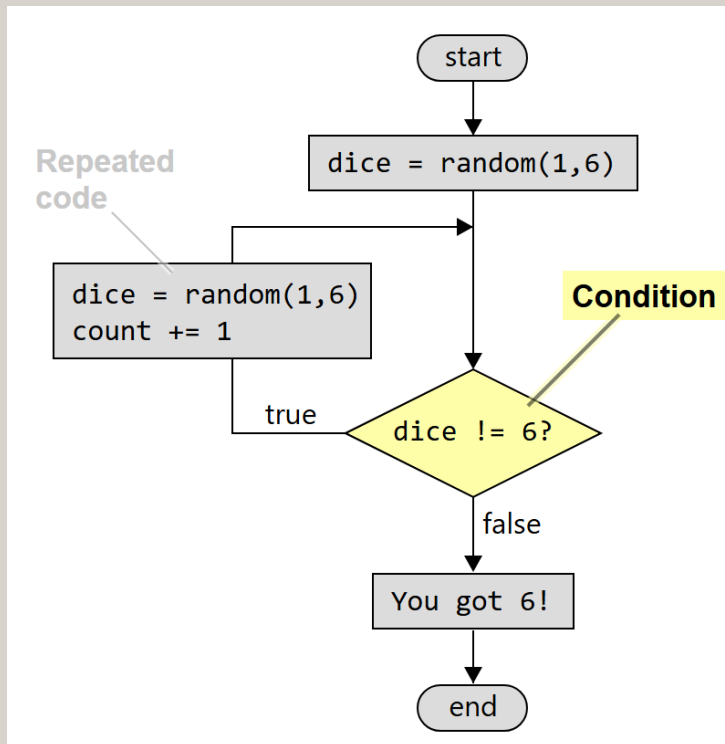 start
dice = random(1,6)
Repeated
code
dice = random(1,6)
count += 1
Condition
true
dice != 6?
false
You got 6!
end